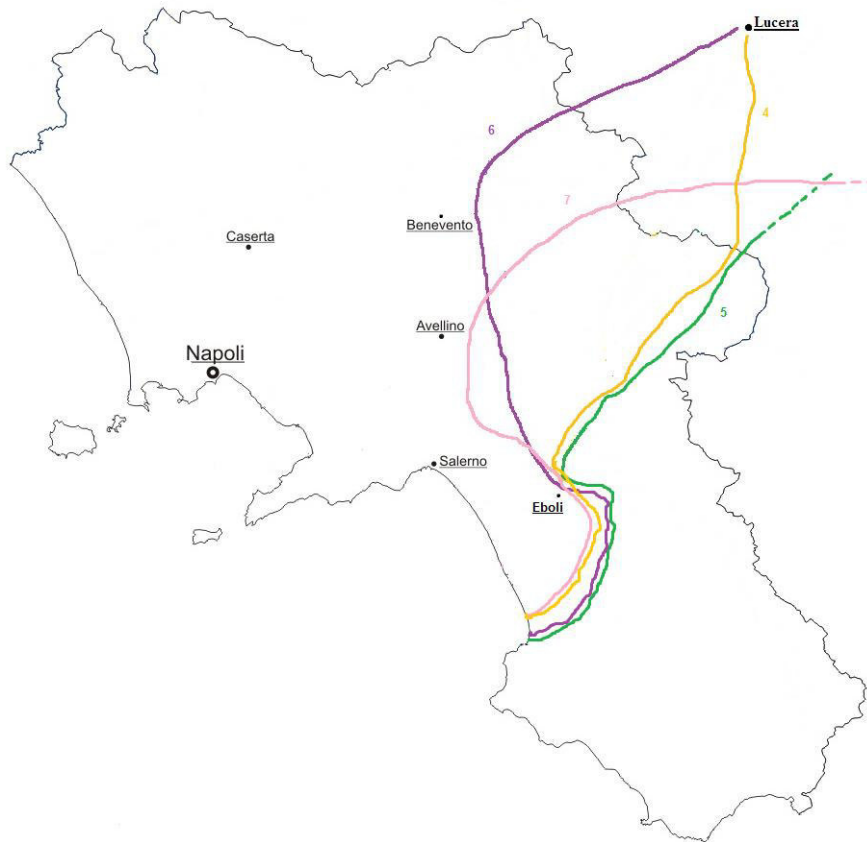 Lucera
4
6
7
Benevento
Caserta
5
Avellino
Napoli
Salerno
Eboli